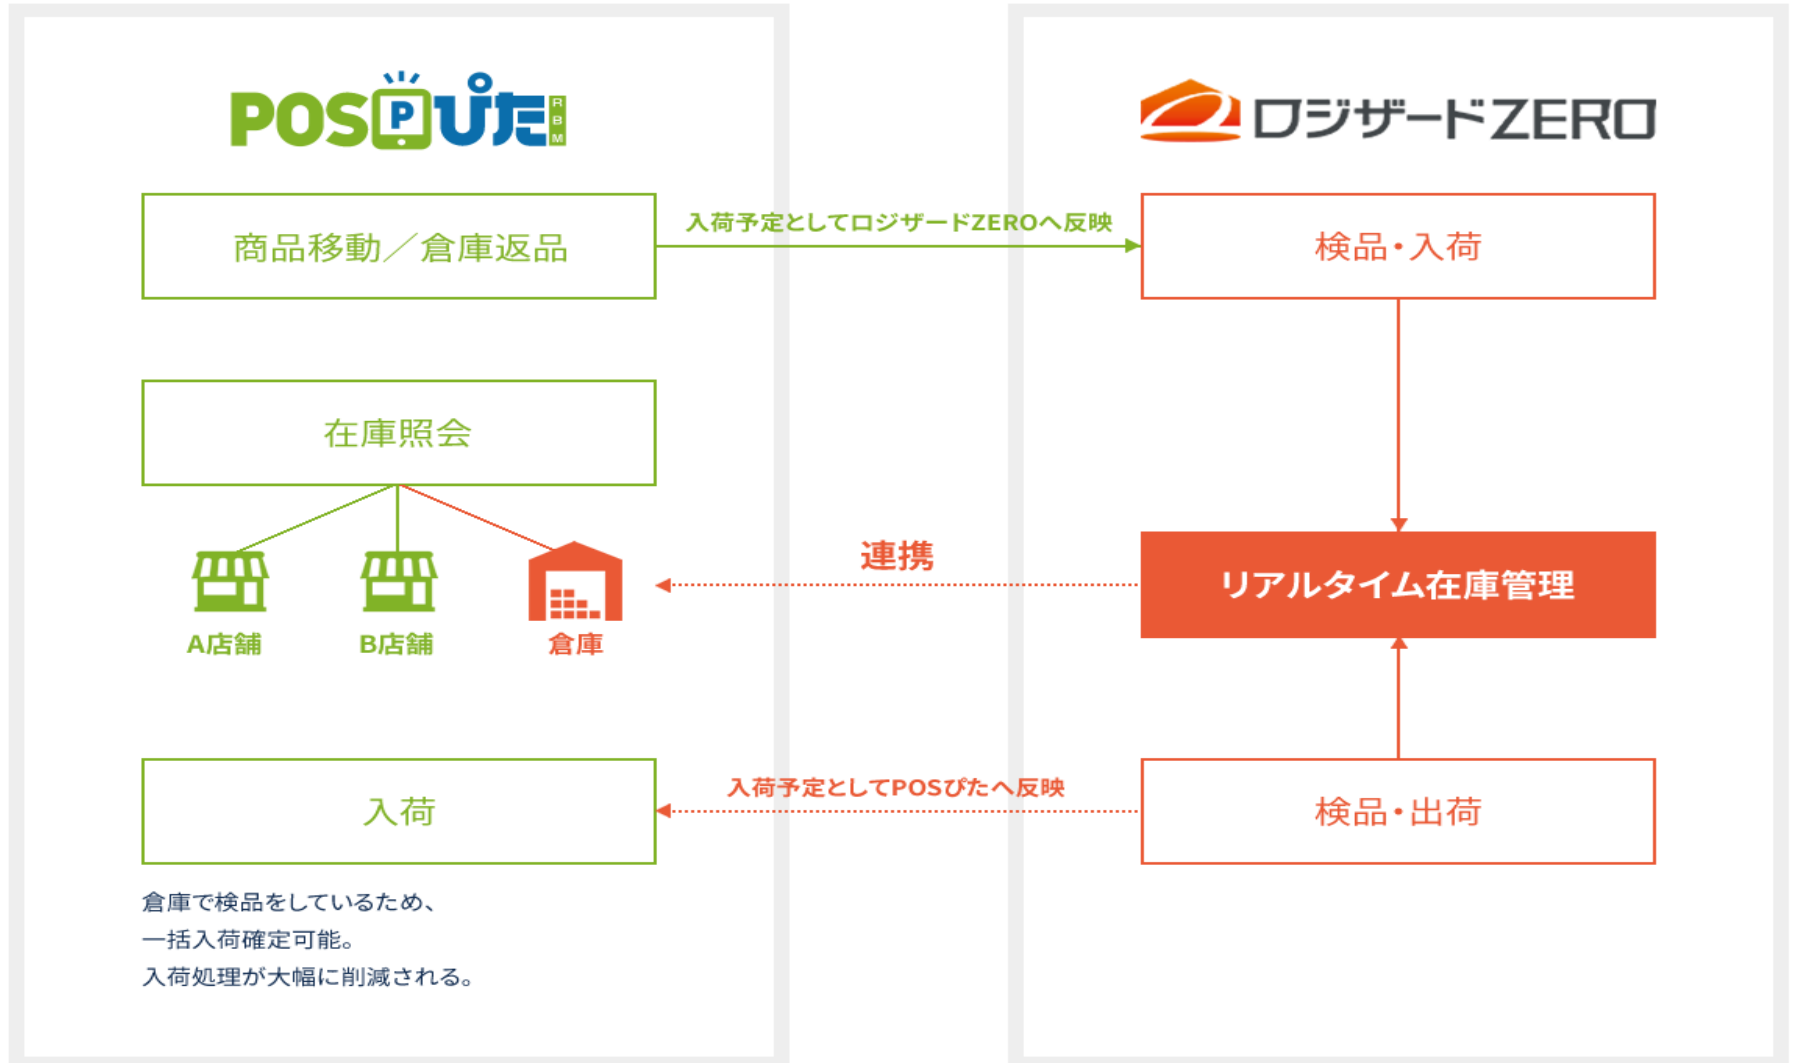 POSPぴた RBM
ロジザードZERO
商品移動／倉庫返品
入荷予定としてロジザードZEROへ反映
検品・入荷
在庫照会
A店舗
B店舗
倉庫
連携
リアルタイム在庫管理
入荷
入荷予定としてPOSぴたへ反映
検品・出荷
倉庫で検品をしているため、
一括入荷確定可能。
入荷処理が大幅に削減される。